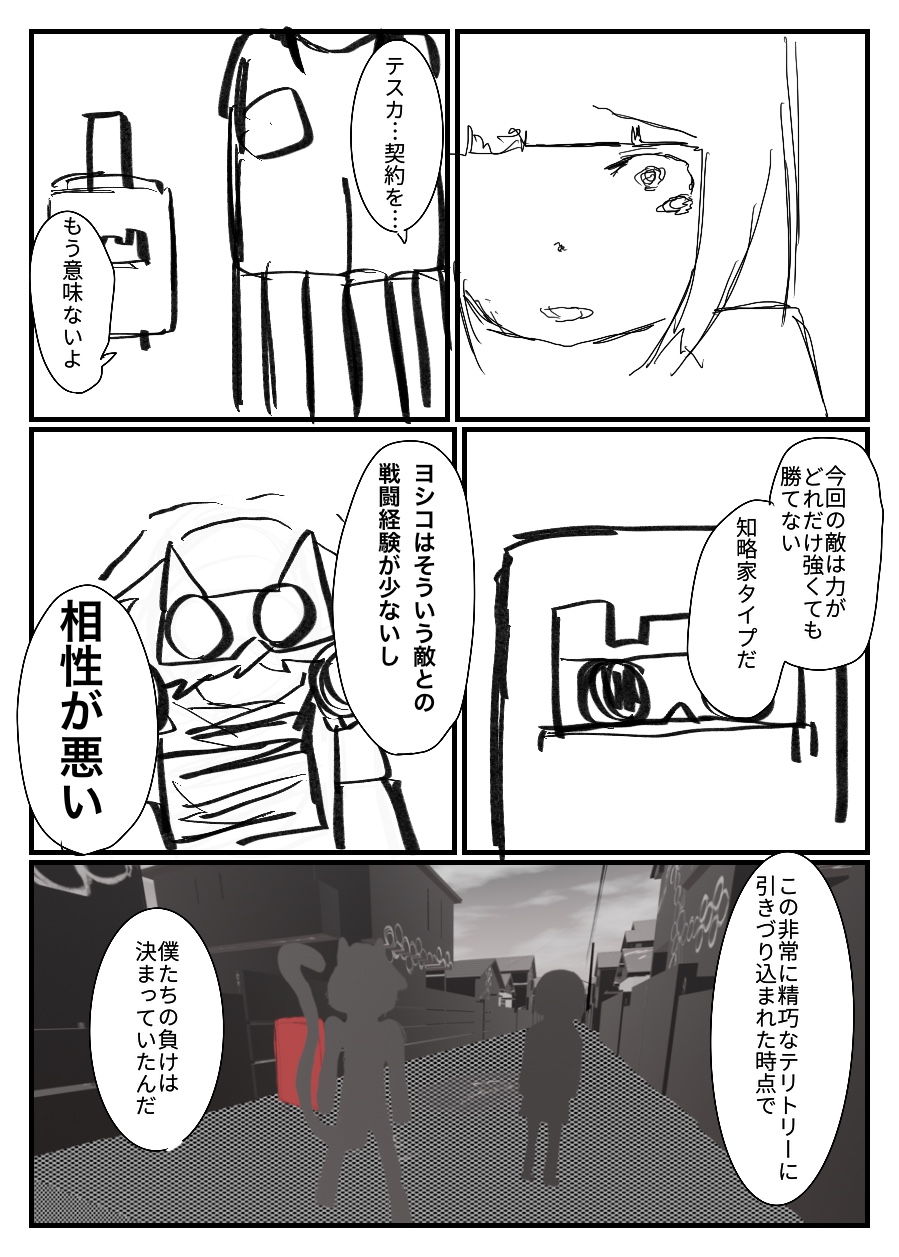 テスカ…契約を…
もう意味ないよ
今回の敵は力が
どれだけ強くても
勝てない
知略家タイプだ
ヨシコはそういう敵との
戦闘経験が少ないし
相性が悪い
この非常に精巧なテリトリーに
引きづり込まれた時点で
僕たちの負けは
決まっていたんだ